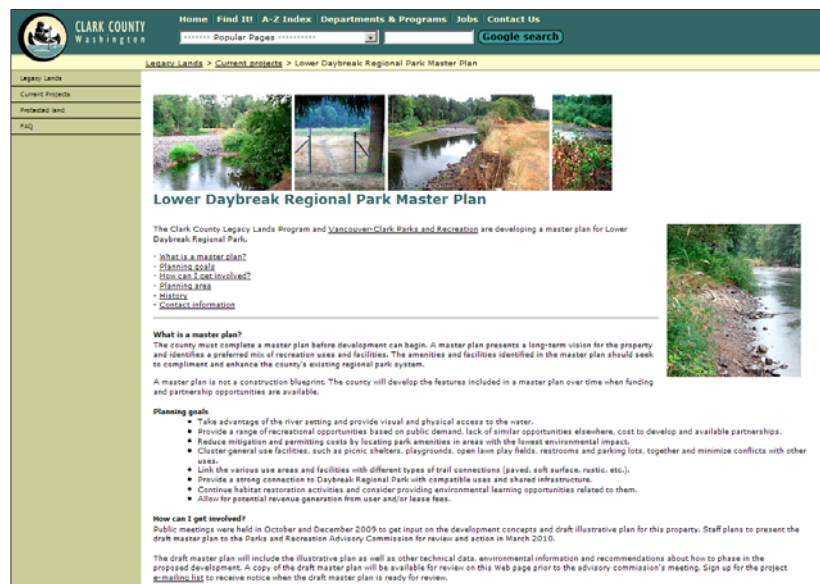 CLARK COUNTY
Washington
Home Find It! A-Z Index Departments & Programs Jobs Contact Us
------- Popular Pages ----------
Google search
Legacy Lands > Current projects > Lower Daybreak Regional Park Master Plan
Legacy Lands
Current Projects
Protected land
FAQ
Lower Daybreak Regional Park Master Plan
The Clark County Legacy Lands Program and Vancouver-Clark Parks and Recreation are developing a master plan for Lower
Daybreak Regional Park.
- What is a master plan?
- Planning goals
- How can I get involved?
- Planning area
- History
- Contact information
What is a master plan?
The county must complete a master plan before development can begin. A master plan presents a long-term vision for the property
and identifies a preferred mix of recreation uses and facilities. The amenities and facilities identified in the master plan should seek
to compliment and enhance the county's existing regional park system.
A master plan is not a construction blueprint. The county will develop the features included in a master plan over time when funding
and partnership opportunities are available.
Planning goals
• Take advantage of the river setting and provide visual and physical access to the water.
• Provide a range of recreational opportunities based on public demand, lack of similar opportunities elsewhere, cost to develop and available partnerships.
• Reduce mitigation and permitting costs by locating park amenities in areas with the lowest environmental impact.
• Cluster general use facilities, such as picnic shelters, playgrounds, open lawn play fields, restrooms and parking lots, together and minimize conflicts with other
uses.
• Link the various use areas and facilities with different types of trail connections (paved, soft surface, rustic, etc.).
• Provide a strong connection to Daybreak Regional Park with compatible uses and shared infrastructure.
• Continue habitat restoration activities and consider providing environmental learning opportunities related to them.
• Allow for potential revenue generation from user and/or lease fees.
How can I get involved?
Public meetings were held in October and December 2009 to get input on the development concepts and draft illustrative plan for this property. Staff plans to present the
draft master plan to the Parks and Recreation Advisory Commission for review and action in March 2010.
The draft master plan will include the illustrative plan as well as other technical data, environmental information and recommendations about how to phase in the
proposed development. A copy of the draft master plan will be available for review on this Web page prior to the advisory commission's meeting. Sign up for the project
e-mailing list to receive notice when the draft master plan is ready for review.